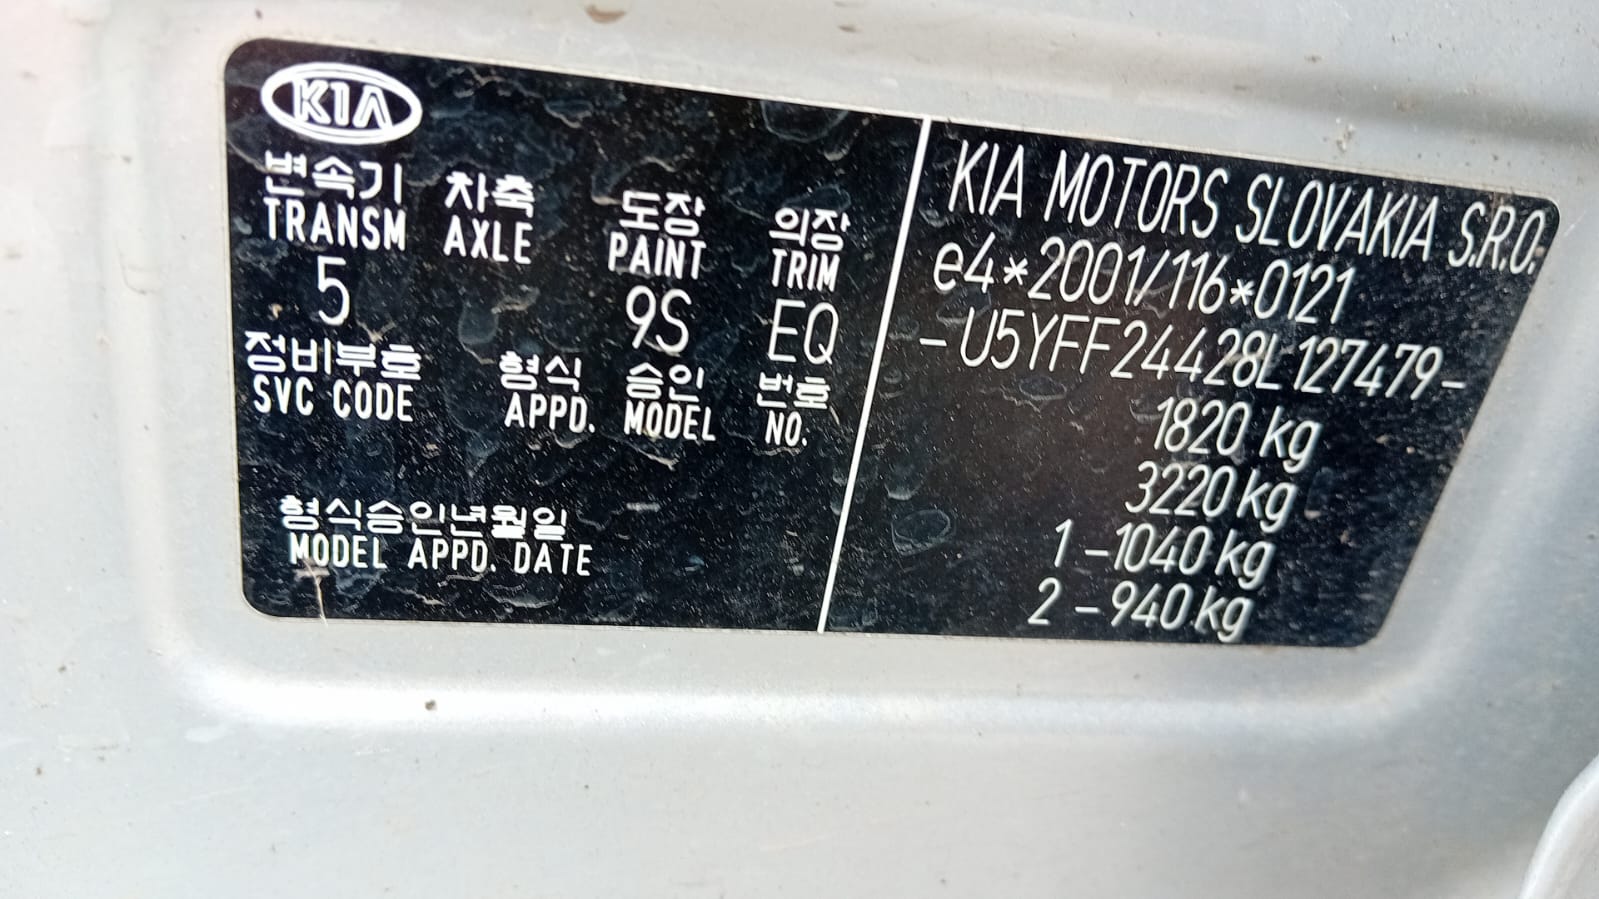 KIA
변속기 차축 도장 의장
TRANSM AXLE PAINT TRIM
5 9S EQ
정비부호 형식 승인 번호
SVC CODE APPD. MODEL NO.
형식승인년월일
MODEL APPD. DATE
KIA MOTORS SLOVAKIA S.R.O.
e4*2001/116*0121
-U5YFF24428L127479-
1820 kg
3220 kg
1 -1040 kg
2 -940 kg